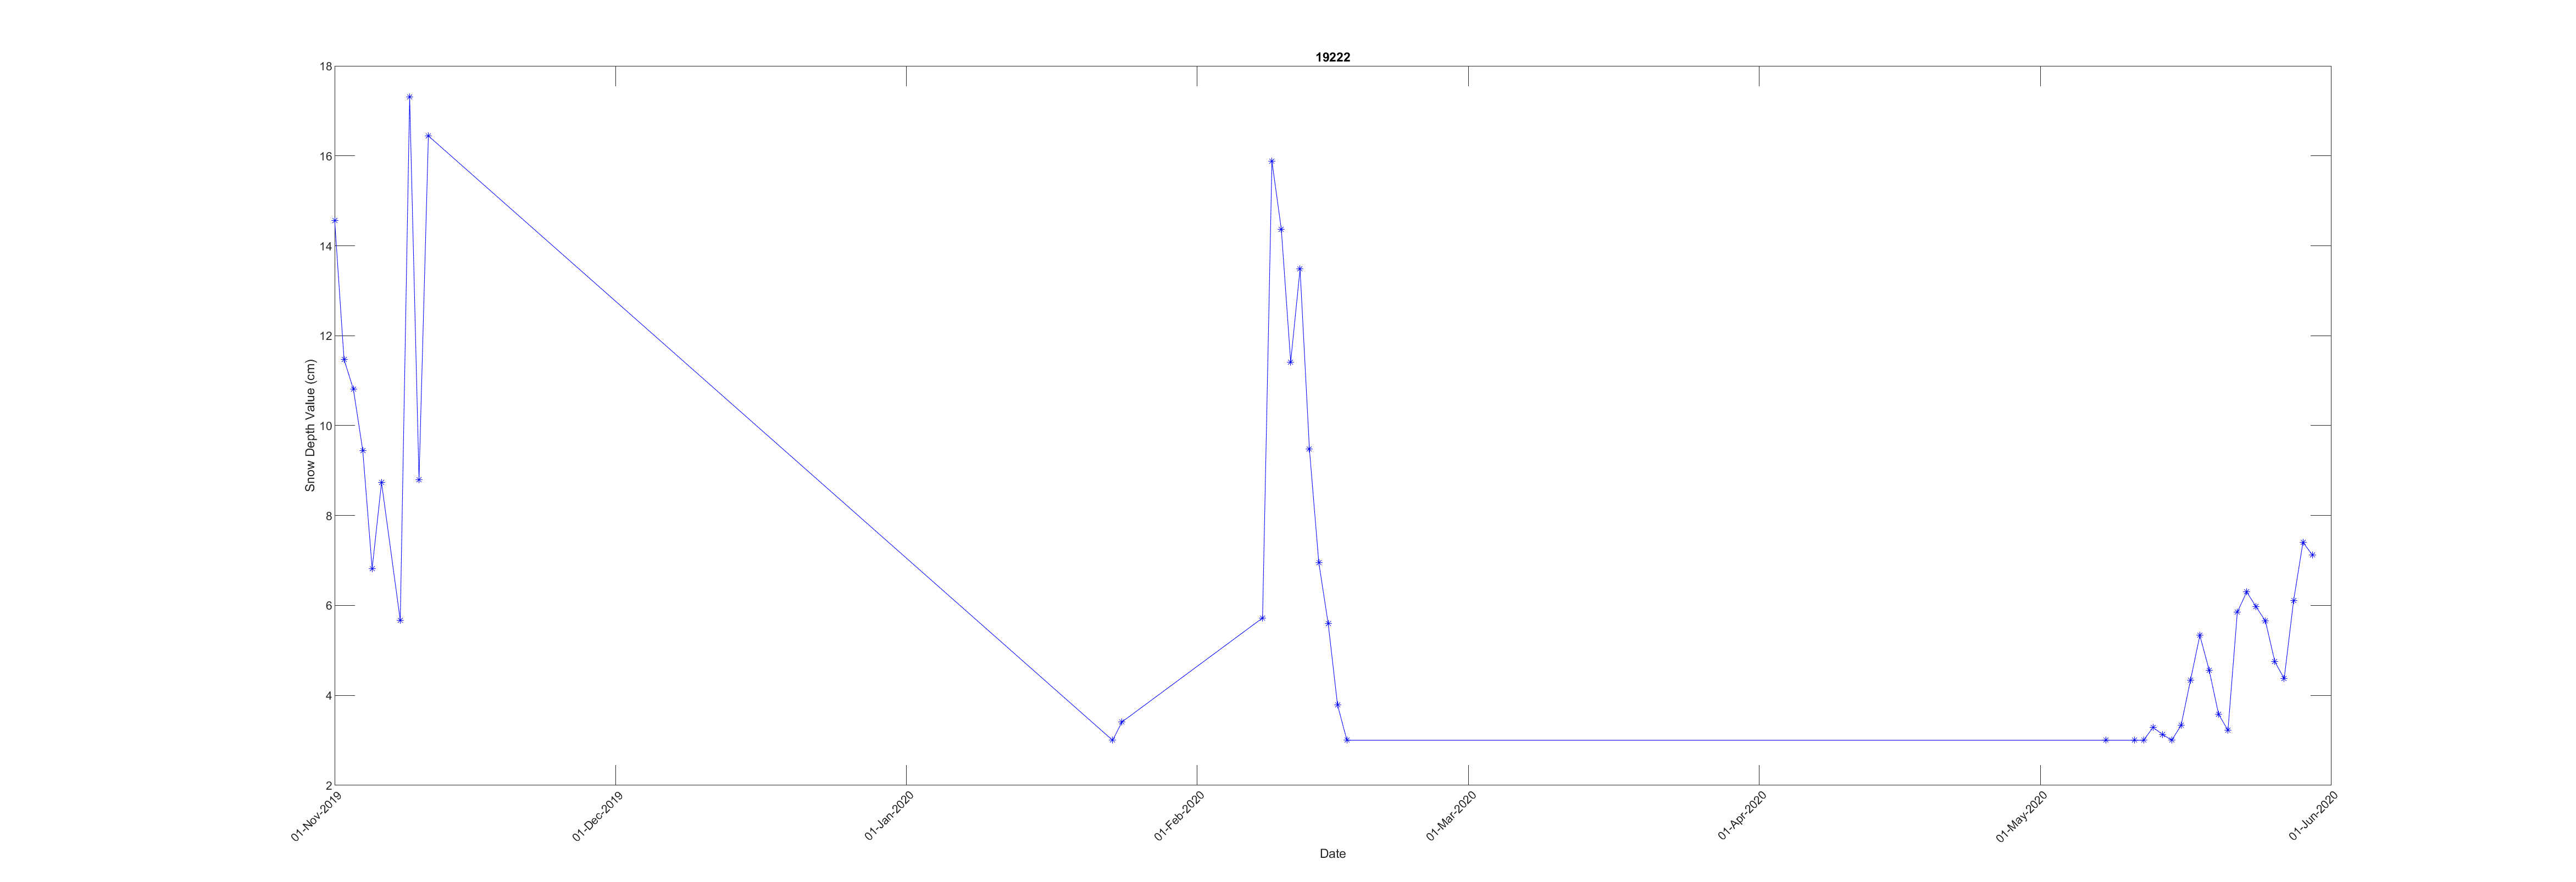 19222
18
16
14
12
10
8
6
4
2
Snow Depth Value (cm)
01-Nov-2019
01-Dec-2019
01-Jan-2020
01-Feb-2020
01-Mar-2020
01-Apr-2020
01-May-2020
01-Jun-2020
Date